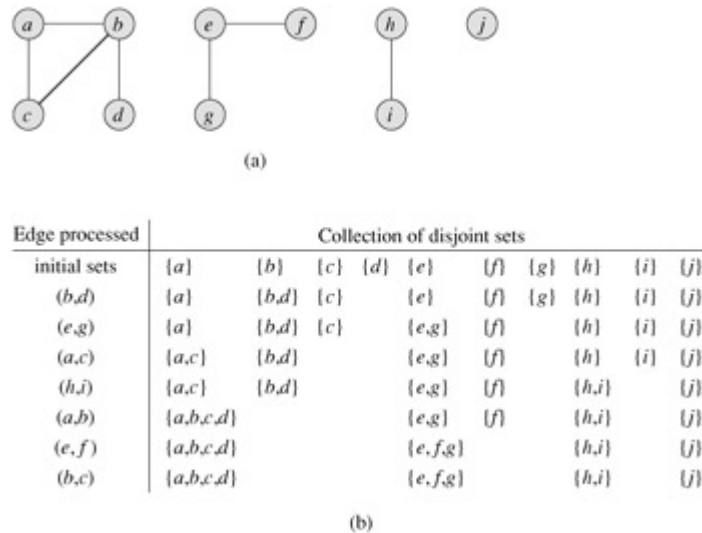 a b e f h j
c d g i
(a)
Edge processed Collection of disjoint sets
initial sets {a} {b} {c} {d} {e} {f} {g} {h} {i} {j}
(b,d) {a} {b,d} {c} {e} {f} {g} {h} {i} {j}
(e,g) {a} {b,d} {c} {e,g} {f} {h} {i} {j}
(a,c) {a,c} {b,d} {e,g} {f} {h} {i} {j}
(h,i) {a,c} {b,d} {e,g} {f} {h,i} {j}
(a,b) {a,b,c,d} {e,g} {f} {h,i} {j}
(e,f) {a,b,c,d} {e,f,g} {h,i} {j}
(b,c) {a,b,c,d} {e,f,g} {h,i} {j}
(b)